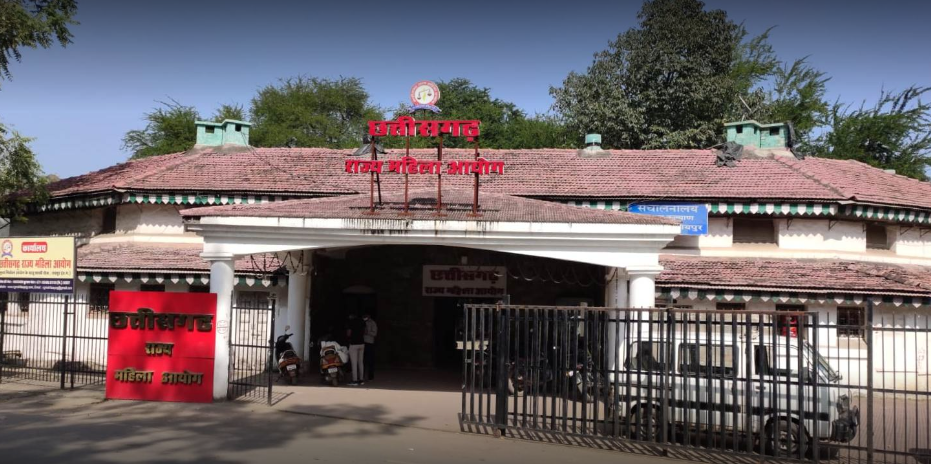 छत्तीसगढ़
राज्य महिला आयोग
संचालनालय
कार्यालय
छत्तीसगढ़ राज्य महिला आयोग
छत्तीसगढ़
राज्य महिला आयोग
छत्तीसगढ़
राज्य
महिला आयोग